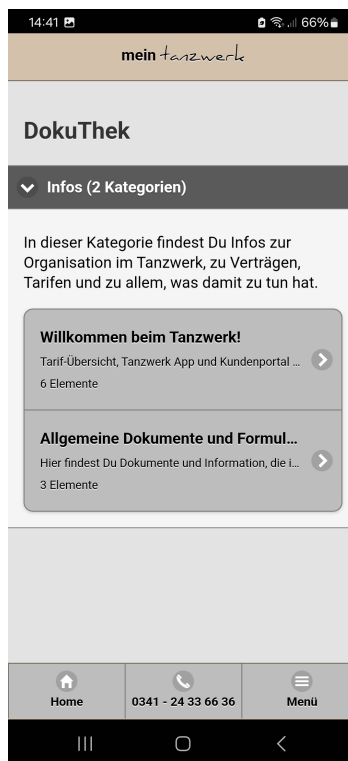 14:41 66%
mein tanzwerk
DokuThek
Infos (2 Kategorien)
In dieser Kategorie findest Du Infos zur
Organisation im Tanzwerk, zu Verträgen,
Tarifen und zu allem, was damit zu tun hat.
Willkommen beim Tanzwerk!
Tarif-Übersicht, Tanzwerk App und Kundenportal ...
6 Elemente
Allgemeine Dokumente und Formul...
Hier findest Du Dokumente und Information, die i...
3 Elemente
Home 0341 - 24 33 66 36 Menü